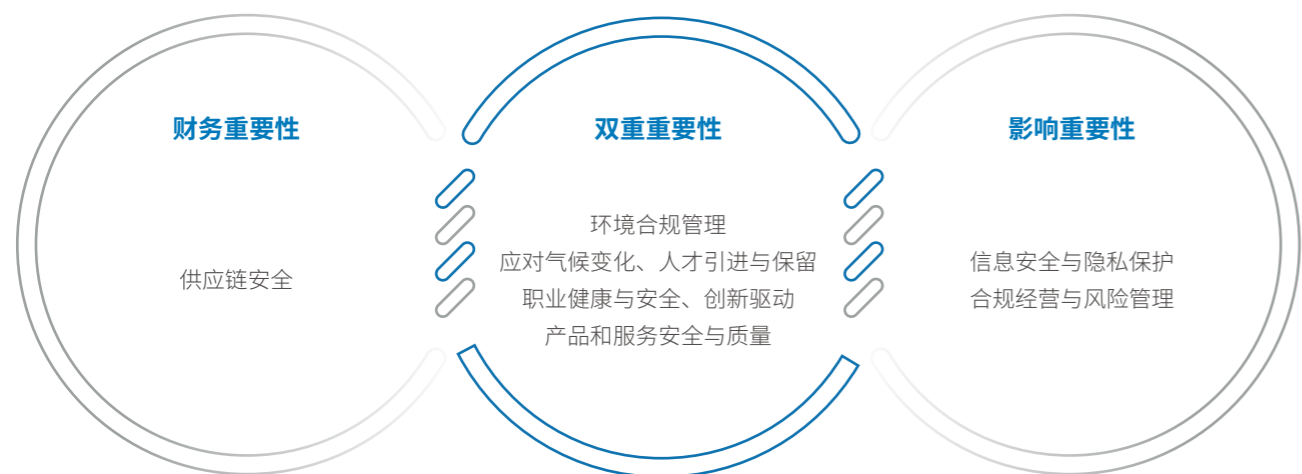 财务重要性
供应链安全
双重重要性
环境合规管理
应对气候变化、人才引进与保留
职业健康与安全、创新驱动
产品和服务安全与质量
影响重要性
信息安全与隐私保护
合规经营与风险管理